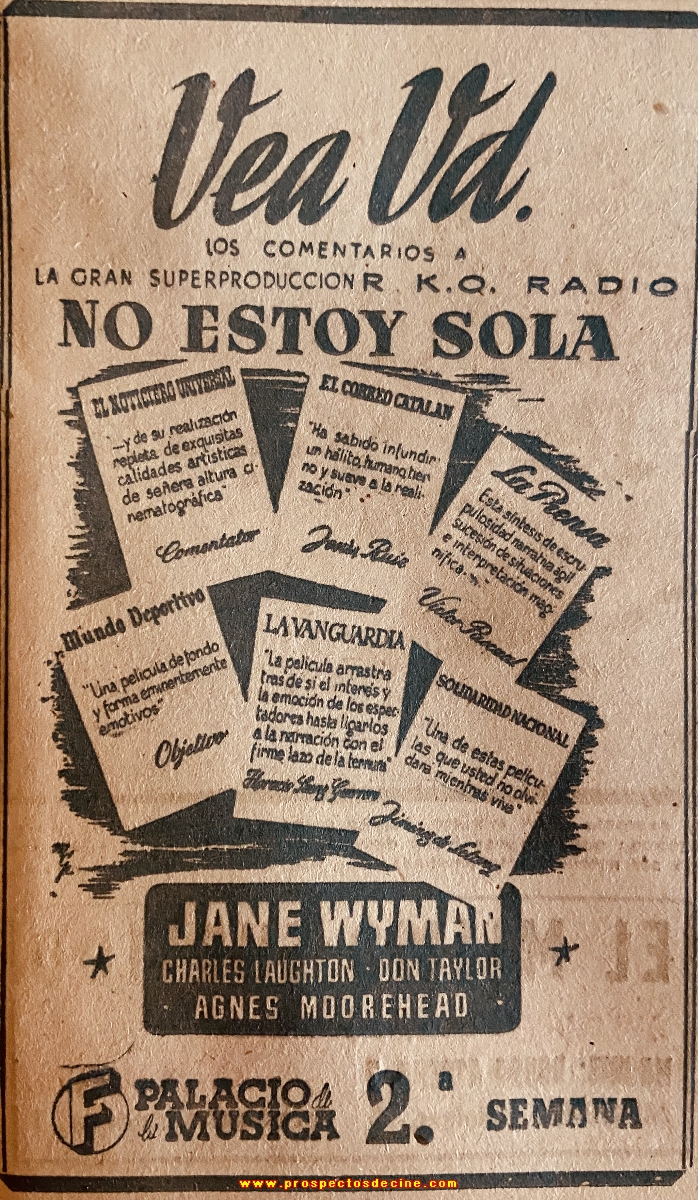 Vea Vd.
LOS COMENTARIOS A
LA GRAN SUPERPRODUCCION R. K.O. RADIO
NO ESTOY SOLA
EL NOTICIERO UNIVERSAL
"...y de su realización
repleta de exquisitas
calidades artísticas
de señera altura ci-
nematográfica"
Comentator
EL CORREO CATALAN
"Ha sabido infundir
un hálito, humano, tier
no y suave a la reali-
zación"
Jesús Ruiz
La Prensa
Esta síntesis de escru
pulosidad narrativa ágil
sucesión de situaciones
e interpretación mag-
nífica.-"
Mundo Deportivo
"Una película de fondo
y forma eminentemente
emotivos"
Objetivo
LA VANGUARDIA
"La película arrastra
tras de si el interés y
la emoción de los espec-
tadores hasta ligarlos
a la narración con el
firme lazo de la ternura"
SOLIDARIDAD NACIONAL
"Una de estas pelícu-
las que usted no olvi-
dará mientras viva"
JANE WYMAN
CHARLES LAUGHTON · DON TAYLOR
· AGNES MOOREHEAD ·
F PALACIO de la MUSICA 2.ª SEMANA
www.prospectosdecine.com